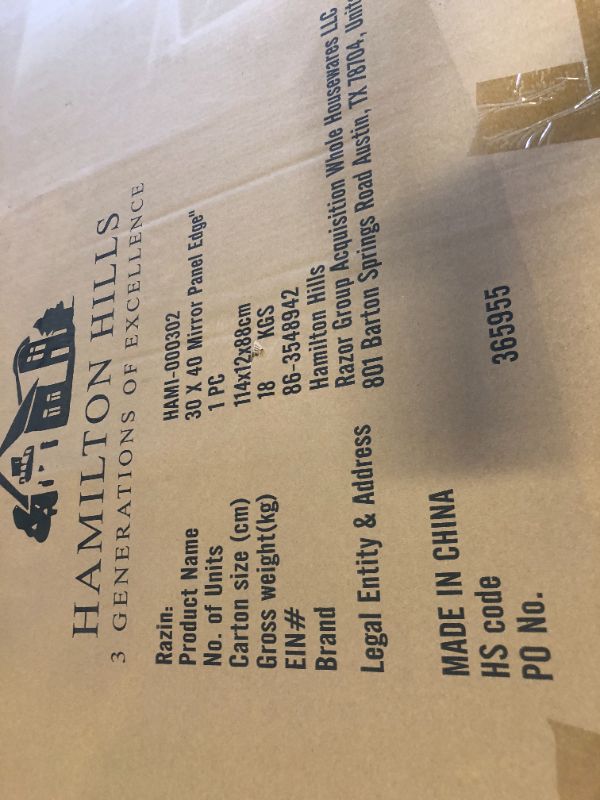 HAMILTON HILLS
3 GENERATIONS OF EXCELLENCE
Razin: HAMI-000302
Product Name 30 X 40 Mirror Panel Edge"
No. of Units 1 PC
Carton size (cm) 114x12x88cm
Gross weight(kg) 18 KGS
EIN# 86-3548942
Brand Hamilton Hills
Razor Group Acquisition Whole Housewares LLC
Legal Entity & Address 801 Barton Springs Road Austin, TX 78704,
MADE IN CHINA
HS code
PO No. 365955